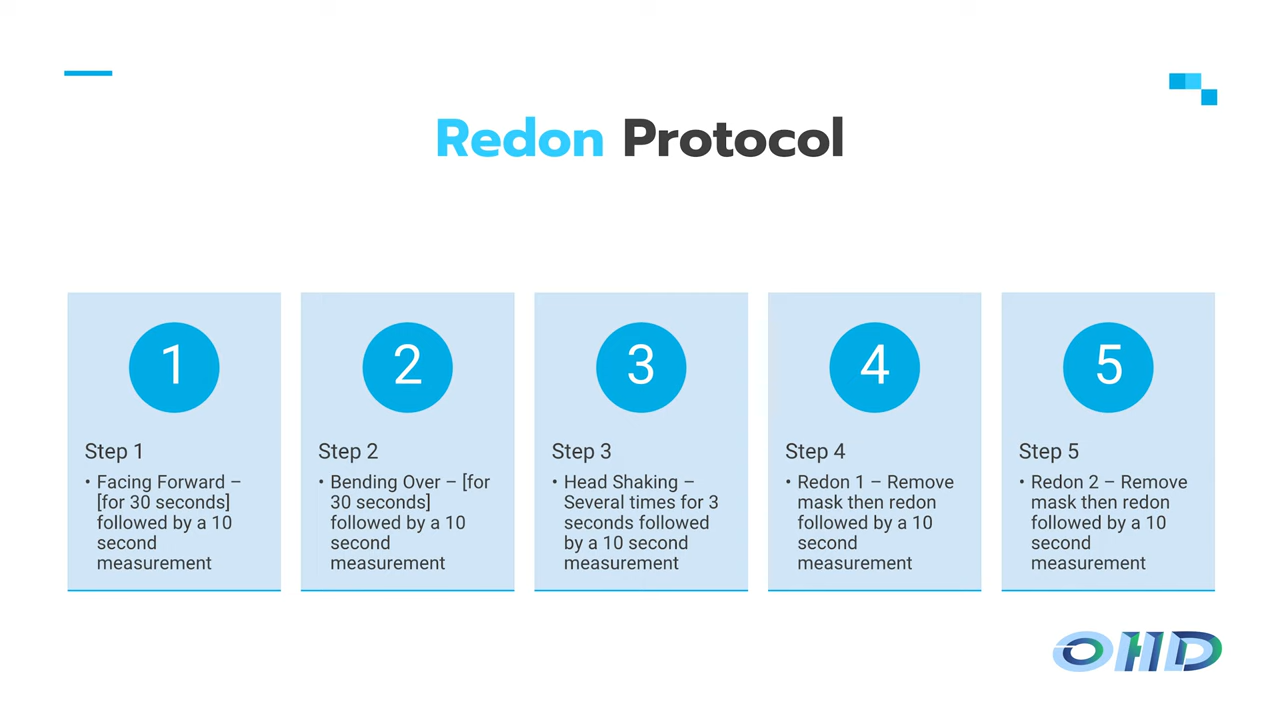 Redon Protocol
1
Step 1
• Facing Forward –
[for 30 seconds]
followed by a 10
second
measurement
2
Step 2
• Bending Over – [for
30 seconds]
followed by a 10
second
measurement
3
Step 3
• Head Shaking –
Several times for 3
seconds followed
by a 10 second
measurement
4
Step 4
• Redon 1 – Remove
mask then redon
followed by a 10
second
measurement
5
Step 5
• Redon 2 – Remove
mask then redon
followed by a 10
second
measurement
OHD